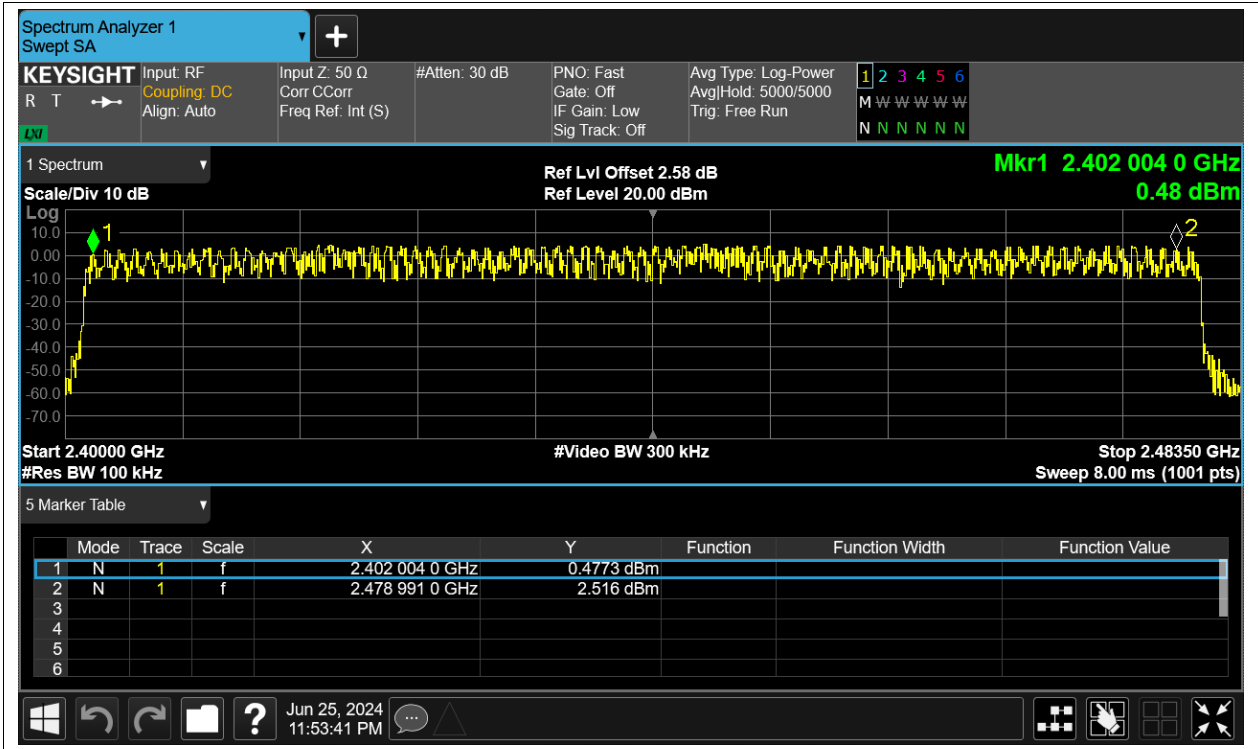 Spectrum Analyzer 1
Swept SA
+
KEYSIGHT
R T
LXI
Input: RF
Coupling: DC
Align: Auto
Input Z: 50 Ω
Corr CCorr
Freq Ref: Int (S)
#Atten: 30 dB
PNO: Fast
Gate: Off
IF Gain: Low
Sig Track: Off
Avg Type: Log-Power
Avg|Hold: 5000/5000
Trig: Free Run
1 2 3 4 5 6
M W W W W W
N N N N N N
1 Spectrum
Scale/Div 10 dB
Ref Lvl Offset 2.58 dB
Ref Level 20.00 dBm
Mkr1 2.402 004 0 GHz
0.48 dBm
Log
10.0
0.00
-10.0
-20.0
-30.0
-40.0
-50.0
-60.0
-70.0
1
2
Start 2.40000 GHz
#Res BW 100 kHz
#Video BW 300 kHz
Stop 2.48350 GHz
Sweep 8.00 ms (1001 pts)
5 Marker Table
Mode Trace Scale X Y Function Function Width Function Value
1 N 1 f 2.402 004 0 GHz 0.4773 dBm
2 N 1 f 2.478 991 0 GHz 2.516 dBm
3
4
5
6
?
Jun 25, 2024
11:53:41 PM